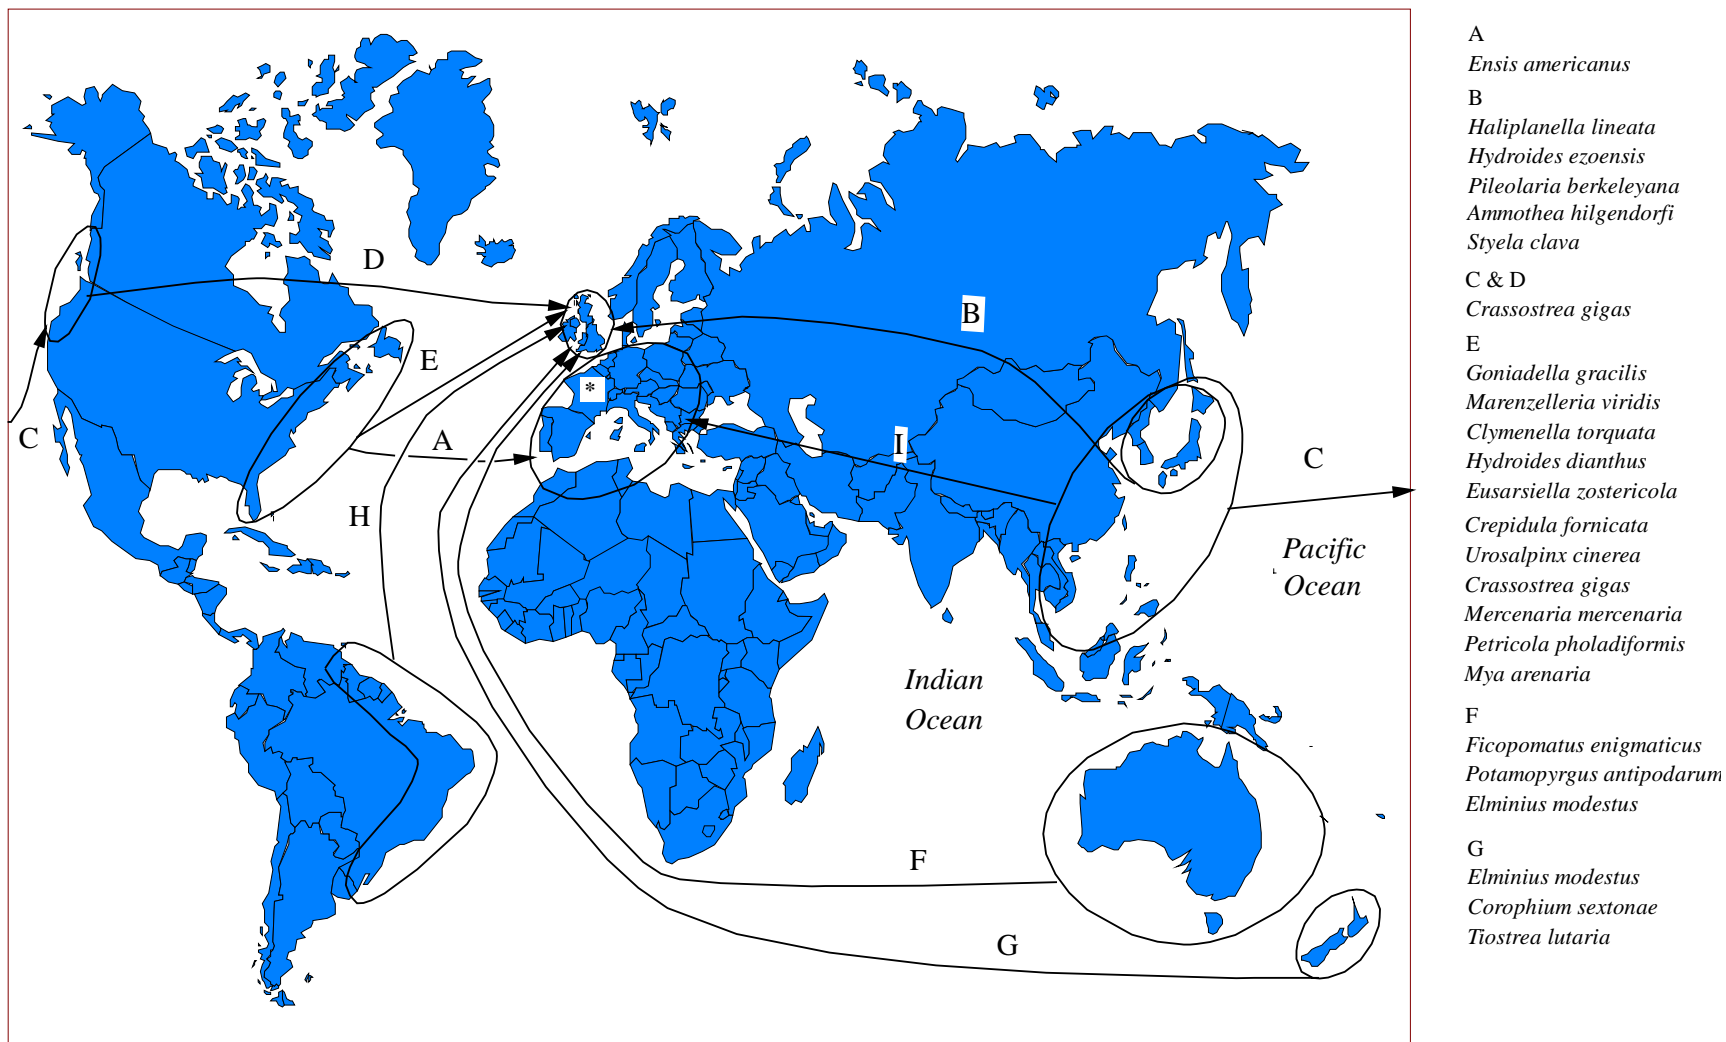 D
B
E
*
C
A
I
C
H
Pacific
Ocean
Indian
Ocean
F
G
A
Ensis americanus
B
Haliplanella lineata
Hydroides ezoensis
Pileolaria berkeleyana
Ammothea hilgendorfi
Styela clava
C & D
Crassostrea gigas
E
Goniadella gracilis
Marenzelleria viridis
Clymenella torquata
Hydroides dianthus
Eusarsiella zostericola
Crepidula fornicata
Urosalpinx cinerea
Crassostrea gigas
Mercenaria mercenaria
Petricola pholadiformis
Mya arenaria
F
Ficopomatus enigmaticus
Potamopyrgus antipodarum
Elminius modestus
G
Elminius modestus
Corophium sextonae
Tiostrea lutaria